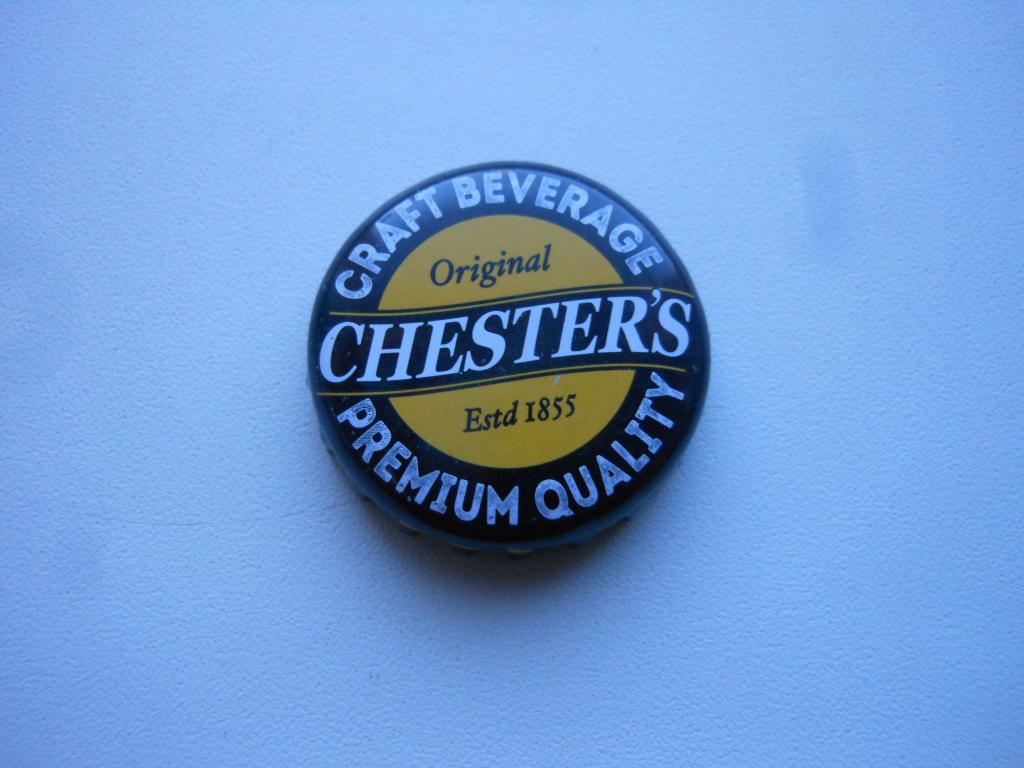 CRAFT BEVERAGE
Original
CHESTER'S
Estd 1855
PREMIUM QUALITY